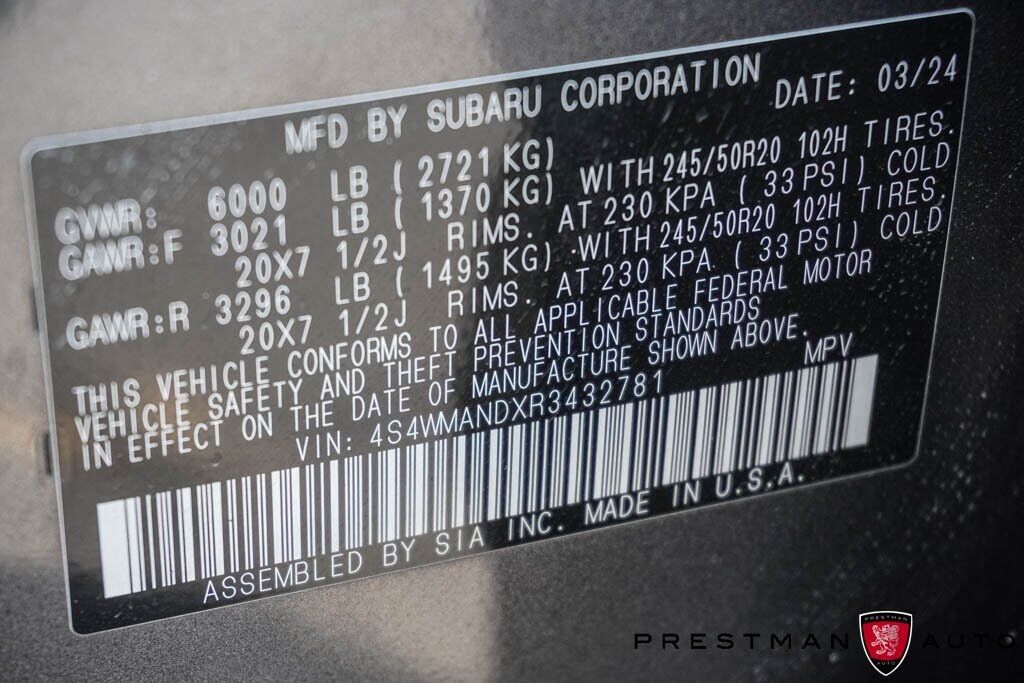 MFD BY SUBARU CORPORATION DATE: 03/24
GVWR: 6000 LB ( 2721 KG)
GAWR:F 3021 LB ( 1370 KG) WITH 245/50R20 102H TIRES.
20X7 1/2J RIMS. AT 230 KPA ( 33 PSI) COLD
GAWR:R 3296 LB ( 1495 KG) WITH 245/50R20 102H TIRES.
20X7 1/2J RIMS. AT 230 KPA ( 33 PSI) COLD
THIS VEHICLE CONFORMS TO ALL APPLICABLE FEDERAL MOTOR
VEHICLE SAFETY AND THEFT PREVENTION STANDARDS
IN EFFECT ON THE DATE OF MANUFACTURE SHOWN ABOVE.
VIN: 4S4WMANDXR3432781 MPV
ASSEMBLED BY SIA INC. MADE IN U.S.A.
PRESTMAN AUTO
PRESTMAN
AUTO